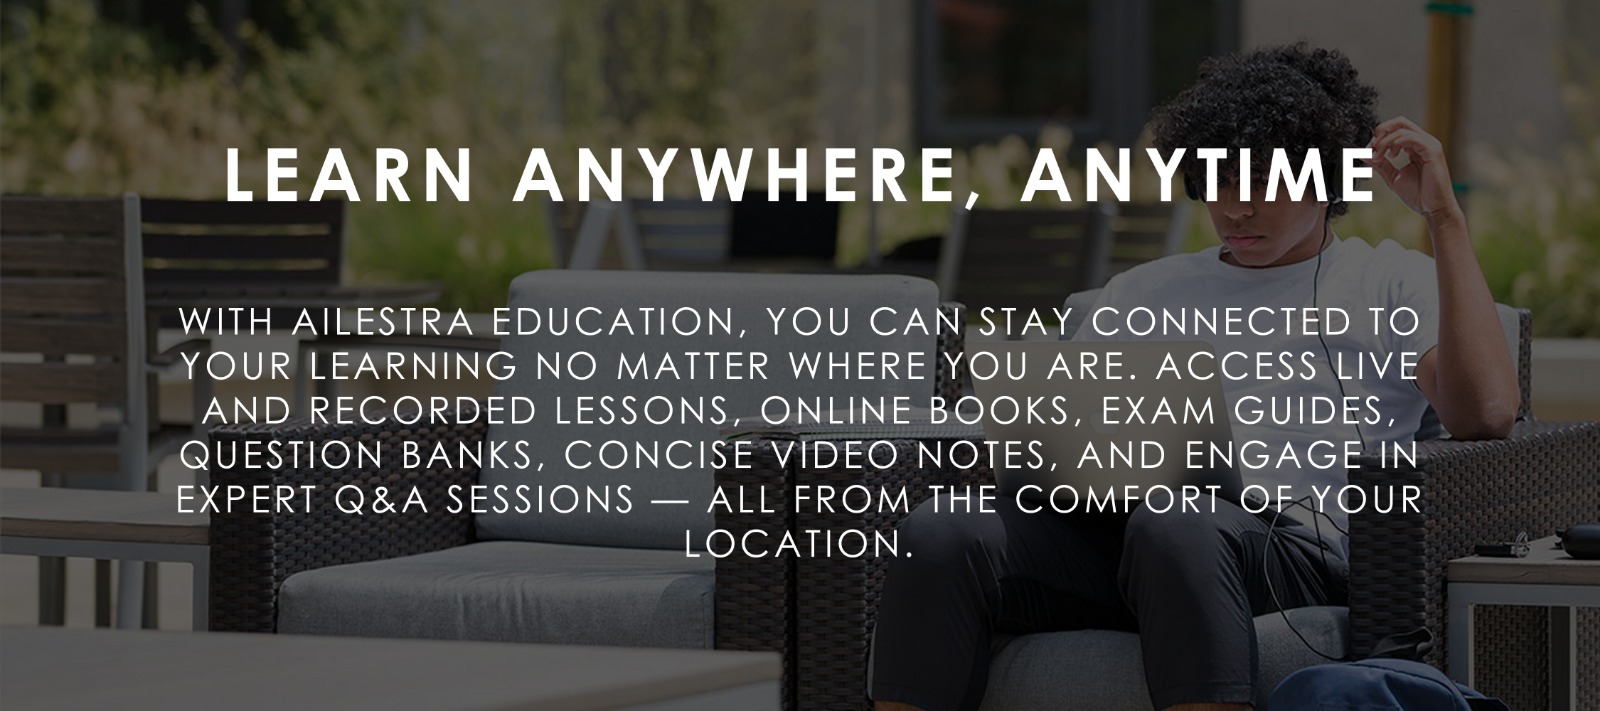 LEARN ANYWHERE, ANYTIME
WITH AILESTRA EDUCATION, YOU CAN STAY CONNECTED TO
YOUR LEARNING NO MATTER WHERE YOU ARE. ACCESS LIVE
AND RECORDED LESSONS, ONLINE BOOKS, EXAM GUIDES,
QUESTION BANKS, CONCISE VIDEO NOTES, AND ENGAGE IN
EXPERT Q&A SESSIONS — ALL FROM THE COMFORT OF YOUR
LOCATION.